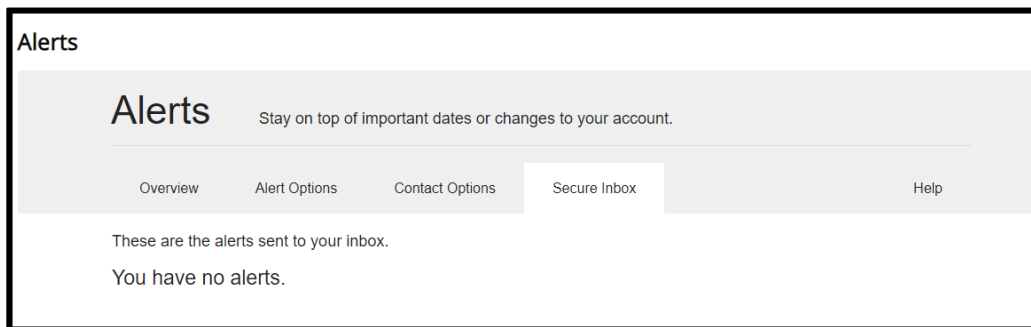 Alerts
Alerts Stay on top of important dates or changes to your account.
Overview Alert Options Contact Options Secure Inbox Help
These are the alerts sent to your inbox.
You have no alerts.